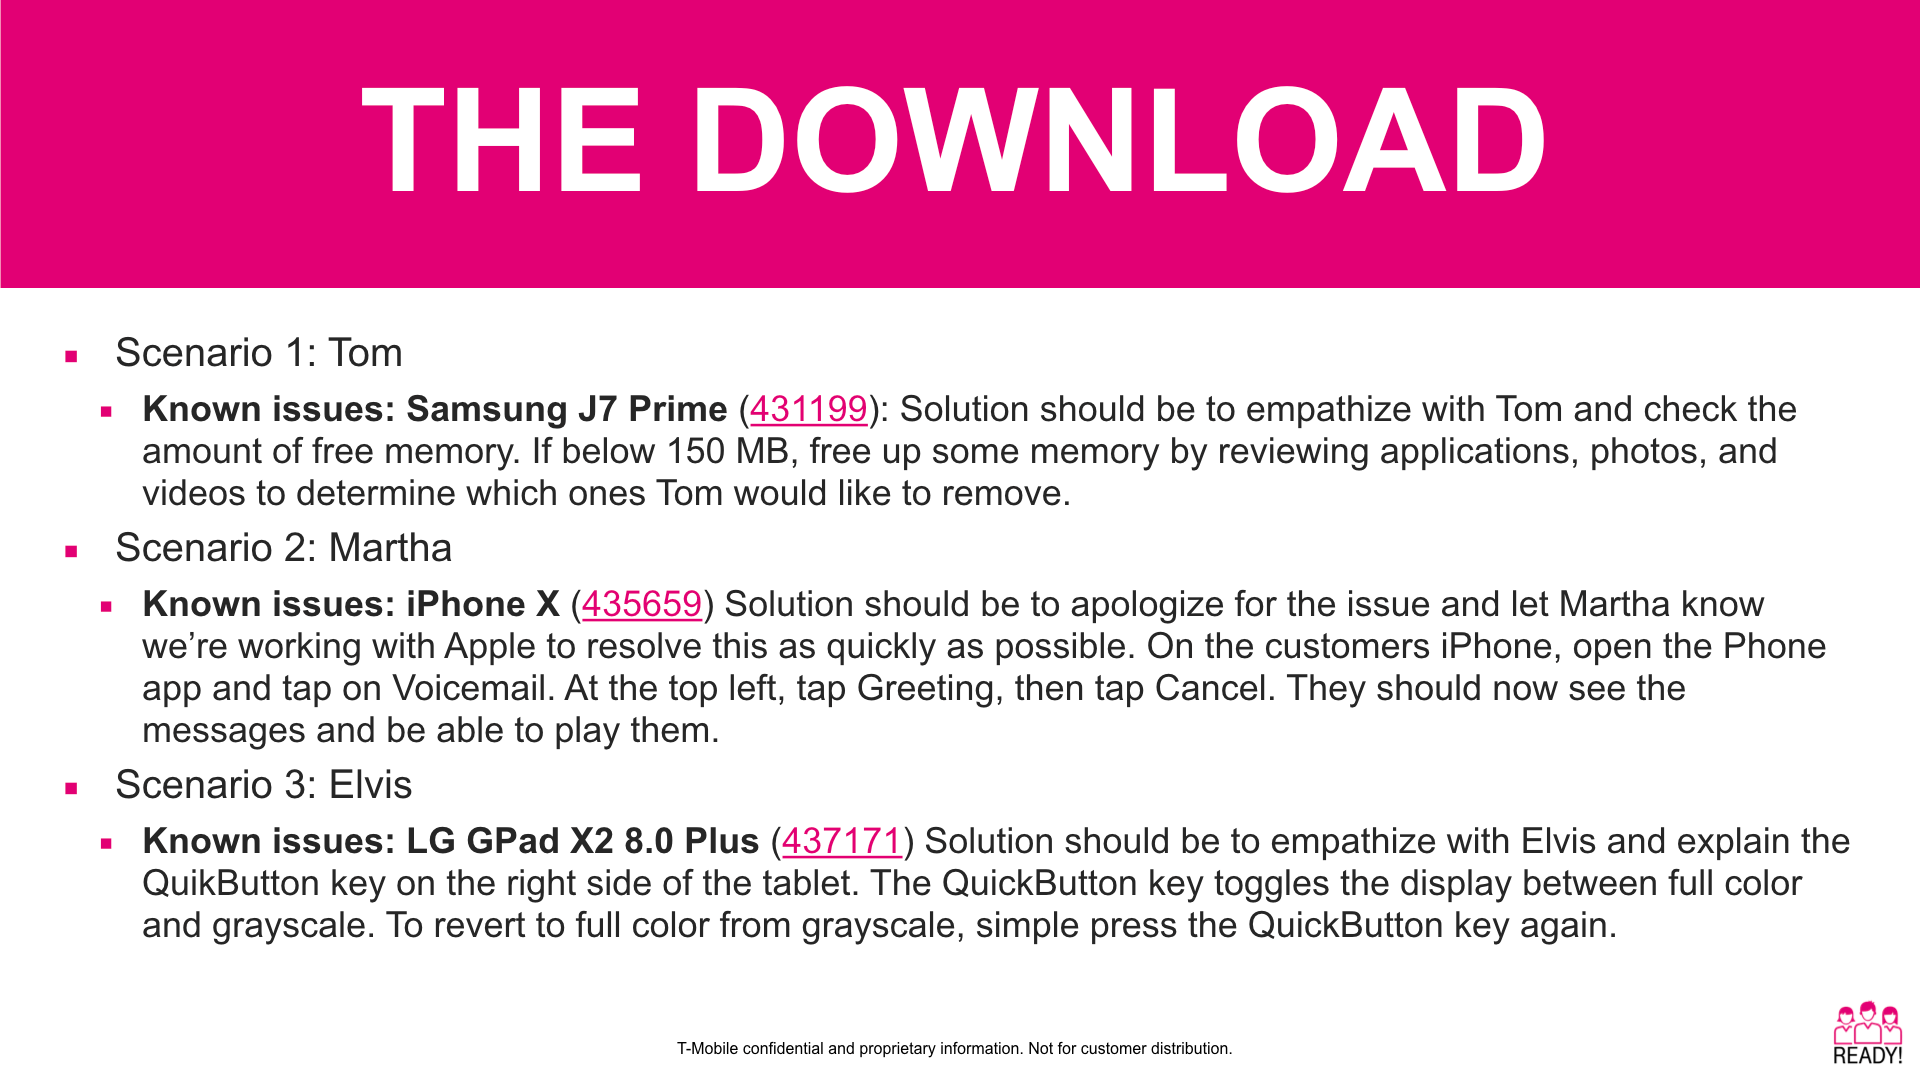 THE DOWNLOAD
Scenario 1: Tom
Known issues: Samsung J7 Prime (431199): Solution should be to empathize with Tom and check the
amount of free memory. If below 150 MB, free up some memory by reviewing applications, photos, and
videos to determine which ones Tom would like to remove.
Scenario 2: Martha
Known issues: iPhone X (435659) Solution should be to apologize for the issue and let Martha know
we’re working with Apple to resolve this as quickly as possible. On the customers iPhone, open the Phone
app and tap on Voicemail. At the top left, tap Greeting, then tap Cancel. They should now see the
messages and be able to play them.
Scenario 3: Elvis
Known issues: LG GPad X2 8.0 Plus (437171) Solution should be to empathize with Elvis and explain the
QuikButton key on the right side of the tablet. The QuickButton key toggles the display between full color
and grayscale. To revert to full color from grayscale, simple press the QuickButton key again.
T-Mobile confidential and proprietary information. Not for customer distribution.
READY!